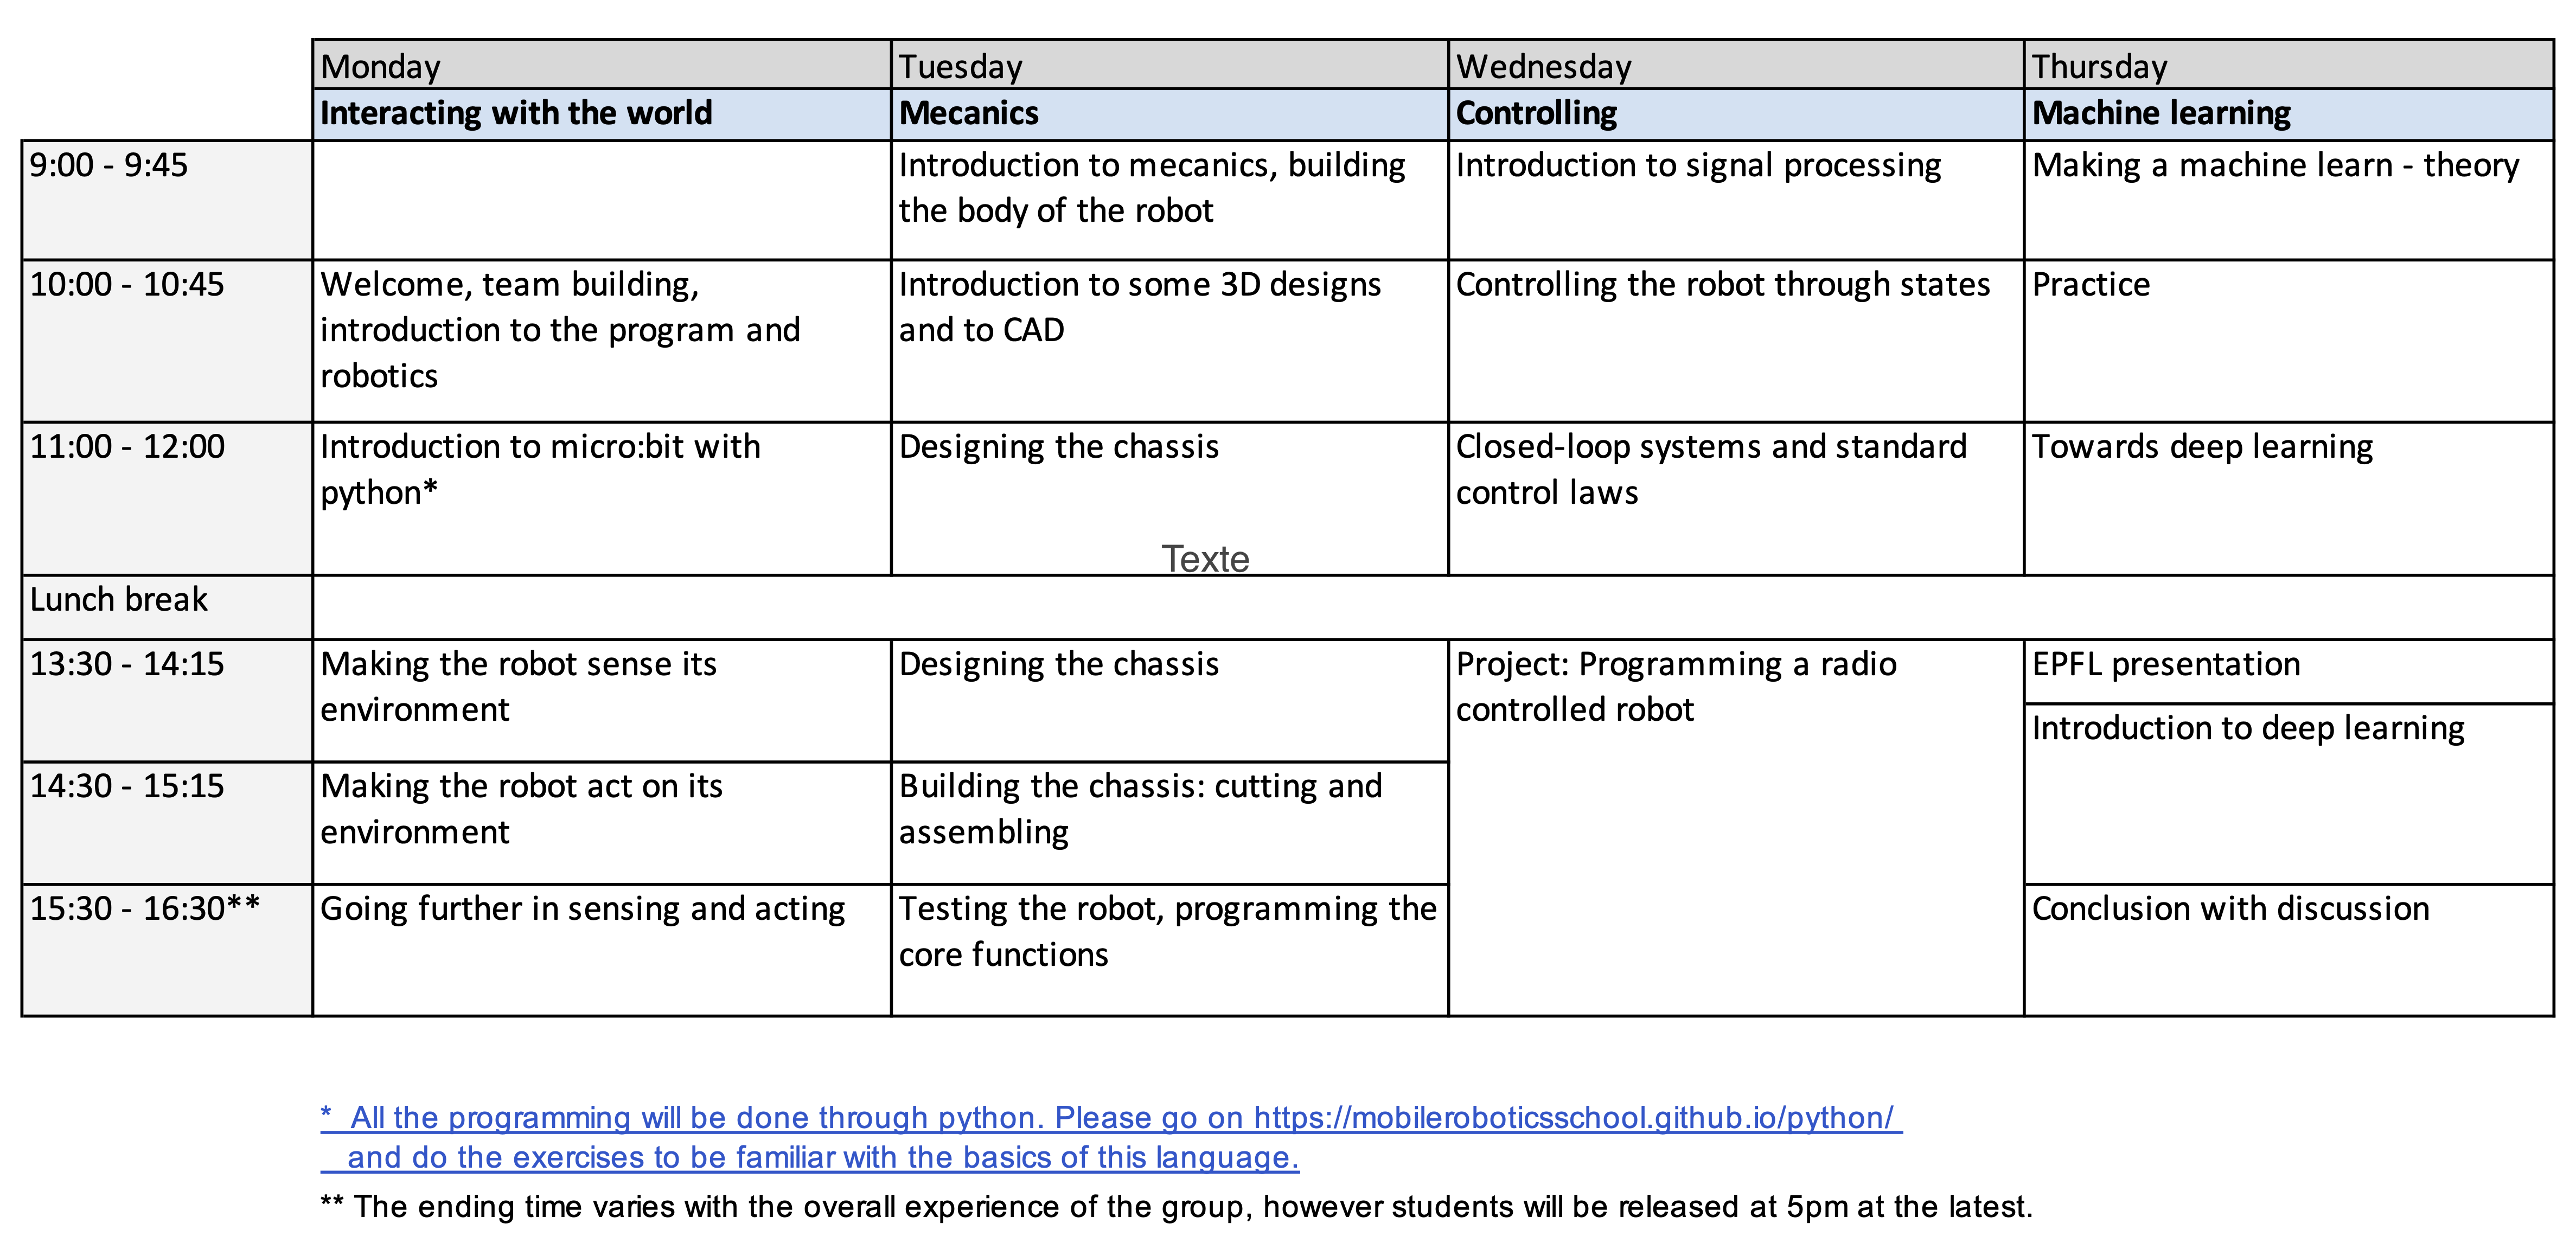 Monday Tuesday Wednesday Thursday
Interacting with the world Mecanics Controlling Machine learning
9:00 - 9:45
Introduction to mecanics, building
the body of the robot
Introduction to signal processing
Making a machine learn - theory
10:00 - 10:45
Welcome, team building,
introduction to the program and
robotics
Introduction to some 3D designs
and to CAD
Controlling the robot through states
Practice
11:00 - 12:00
Introduction to micro:bit with
python*
Designing the chassis
Texte
Closed-loop systems and standard
control laws
Towards deep learning
Lunch break
13:30 - 14:15
Making the robot sense its
environment
Designing the chassis
Project: Programming a radio
controlled robot
EPFL presentation
Introduction to deep learning
14:30 - 15:15
Making the robot act on its
environment
Building the chassis: cutting and
assembling
15:30 - 16:30**
Going further in sensing and acting
Testing the robot, programming the
core functions
Conclusion with discussion
* All the programming will be done through python. Please go on https://mobileroboticsschool.github.io/python/
and do the exercises to be familiar with the basics of this language.
** The ending time varies with the overall experience of the group, however students will be released at 5pm at the latest.